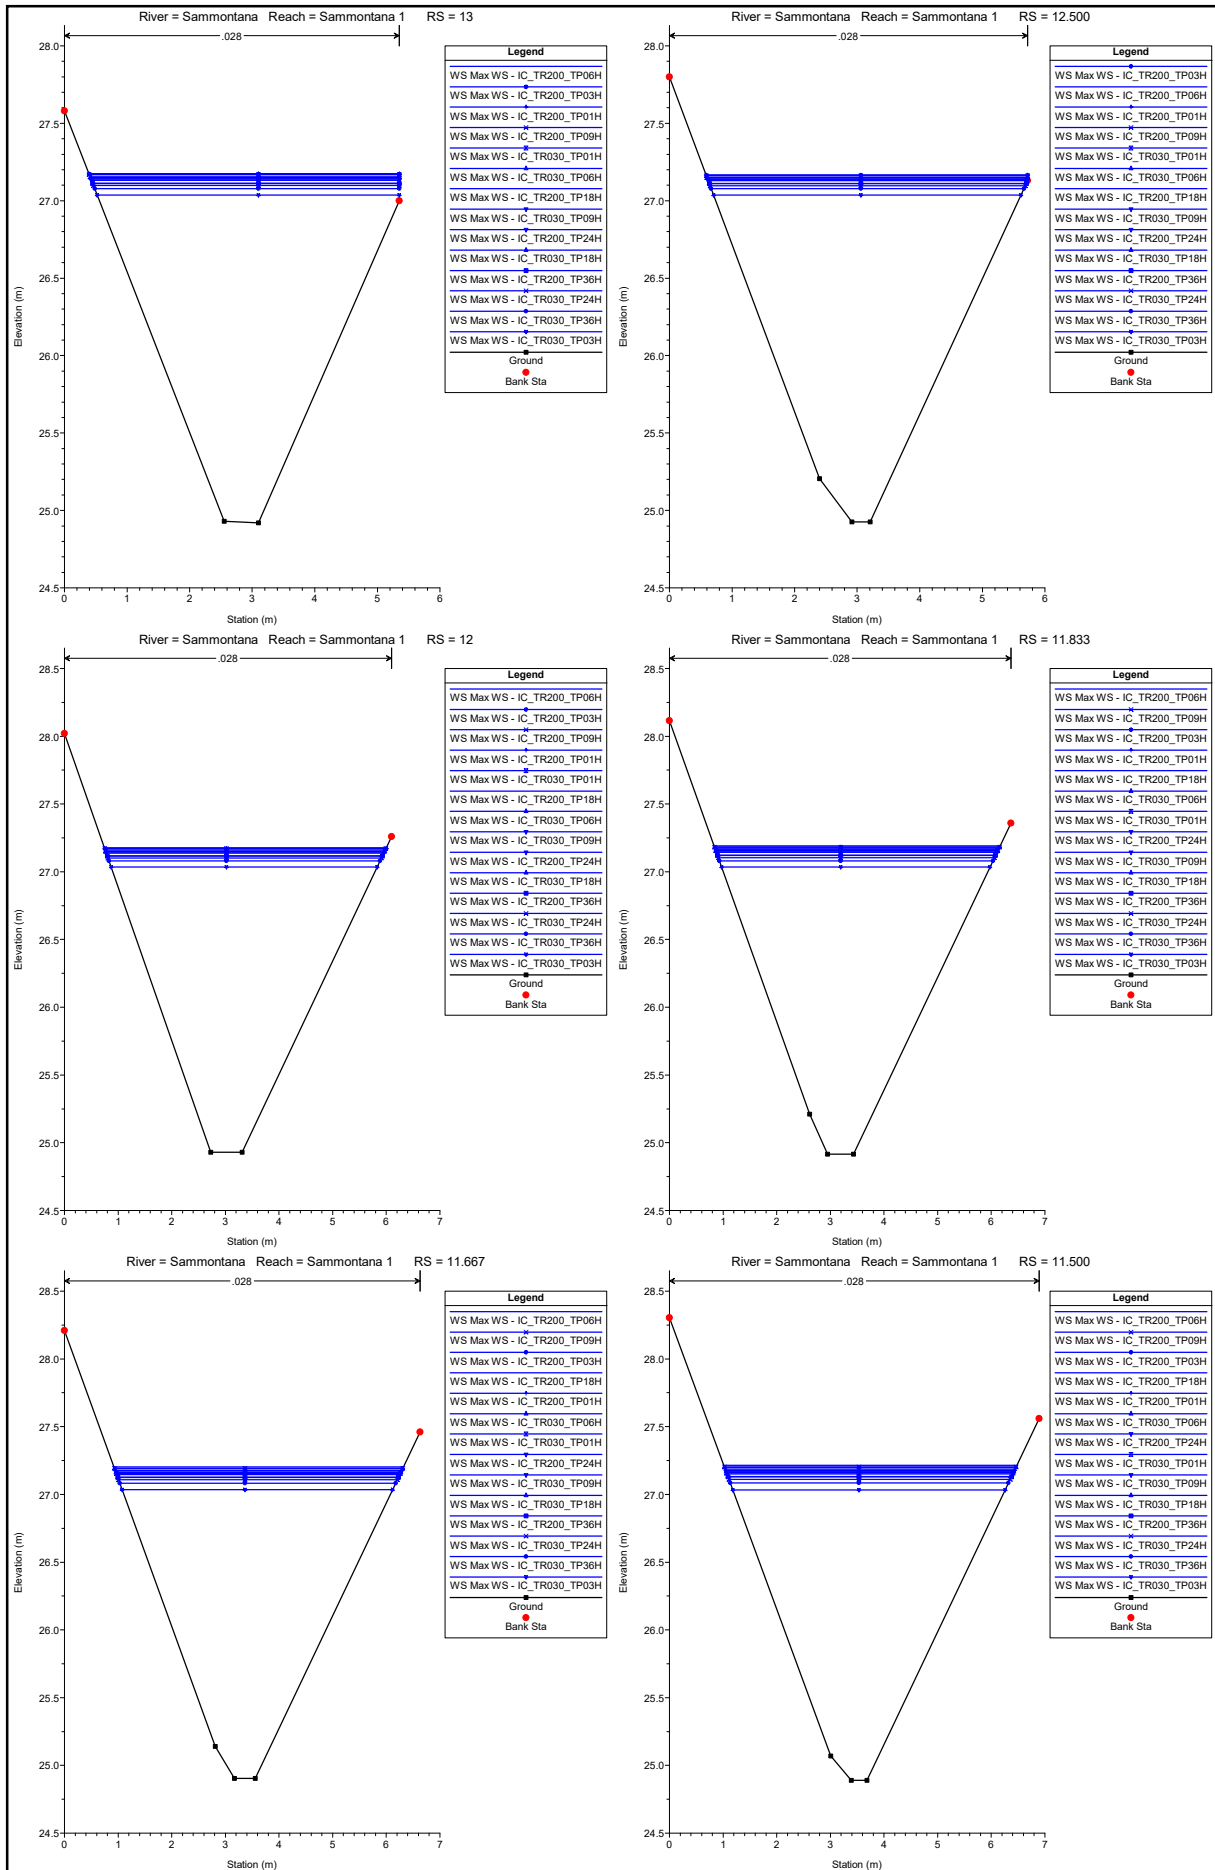 River = Sammontana Reach = Sammontana 1 RS = 13
.028
28.0
27.5
27.0
26.5
26.0
25.5
25.0
24.5
0 1 2 3 4 5 6
Elevation (m)
Station (m)
Legend
WS Max WS - IC_TR200_TP06H
WS Max WS - IC_TR200_TP03H
WS Max WS - IC_TR200_TP01H
WS Max WS - IC_TR200_TP09H
WS Max WS - IC_TR030_TP01H
WS Max WS - IC_TR030_TP06H
WS Max WS - IC_TR200_TP18H
WS Max WS - IC_TR030_TP09H
WS Max WS - IC_TR200_TP24H
WS Max WS - IC_TR030_TP18H
WS Max WS - IC_TR200_TP36H
WS Max WS - IC_TR030_TP24H
WS Max WS - IC_TR030_TP36H
WS Max WS - IC_TR030_TP03H
Ground
Bank Sta
River = Sammontana Reach = Sammontana 1 RS = 12.500
.028
28.0
27.5
27.0
26.5
26.0
25.5
25.0
24.5
0 1 2 3 4 5 6
Elevation (m)
Station (m)
Legend
WS Max WS - IC_TR200_TP03H
WS Max WS - IC_TR200_TP06H
WS Max WS - IC_TR200_TP01H
WS Max WS - IC_TR200_TP09H
WS Max WS - IC_TR030_TP01H
WS Max WS - IC_TR030_TP06H
WS Max WS - IC_TR200_TP18H
WS Max WS - IC_TR030_TP09H
WS Max WS - IC_TR200_TP24H
WS Max WS - IC_TR030_TP18H
WS Max WS - IC_TR200_TP36H
WS Max WS - IC_TR030_TP24H
WS Max WS - IC_TR030_TP36H
WS Max WS - IC_TR030_TP03H
Ground
Bank Sta
River = Sammontana Reach = Sammontana 1 RS = 12
.028
28.5
28.0
27.5
27.0
26.5
26.0
25.5
25.0
24.5
0 1 2 3 4 5 6 7
Elevation (m)
Station (m)
Legend
WS Max WS - IC_TR200_TP06H
WS Max WS - IC_TR200_TP03H
WS Max WS - IC_TR200_TP09H
WS Max WS - IC_TR200_TP01H
WS Max WS - IC_TR030_TP01H
WS Max WS - IC_TR200_TP18H
WS Max WS - IC_TR030_TP06H
WS Max WS - IC_TR030_TP09H
WS Max WS - IC_TR200_TP24H
WS Max WS - IC_TR030_TP18H
WS Max WS - IC_TR200_TP36H
WS Max WS - IC_TR030_TP24H
WS Max WS - IC_TR030_TP36H
WS Max WS - IC_TR030_TP03H
Ground
Bank Sta
River = Sammontana Reach = Sammontana 1 RS = 11.833
.028
28.5
28.0
27.5
27.0
26.5
26.0
25.5
25.0
24.5
0 1 2 3 4 5 6 7
Elevation (m)
Station (m)
Legend
WS Max WS - IC_TR200_TP06H
WS Max WS - IC_TR200_TP09H
WS Max WS - IC_TR200_TP03H
WS Max WS - IC_TR200_TP01H
WS Max WS - IC_TR200_TP18H
WS Max WS - IC_TR030_TP06H
WS Max WS - IC_TR030_TP01H
WS Max WS - IC_TR200_TP24H
WS Max WS - IC_TR030_TP09H
WS Max WS - IC_TR030_TP18H
WS Max WS - IC_TR200_TP36H
WS Max WS - IC_TR030_TP24H
WS Max WS - IC_TR030_TP36H
WS Max WS - IC_TR030_TP03H
Ground
Bank Sta
River = Sammontana Reach = Sammontana 1 RS = 11.667
.028
28.5
28.0
27.5
27.0
26.5
26.0
25.5
25.0
24.5
0 1 2 3 4 5 6 7
Elevation (m)
Station (m)
Legend
WS Max WS - IC_TR200_TP06H
WS Max WS - IC_TR200_TP09H
WS Max WS - IC_TR200_TP03H
WS Max WS - IC_TR200_TP18H
WS Max WS - IC_TR200_TP01H
WS Max WS - IC_TR030_TP06H
WS Max WS - IC_TR030_TP01H
WS Max WS - IC_TR200_TP24H
WS Max WS - IC_TR030_TP09H
WS Max WS - IC_TR030_TP18H
WS Max WS - IC_TR200_TP36H
WS Max WS - IC_TR030_TP24H
WS Max WS - IC_TR030_TP36H
WS Max WS - IC_TR030_TP03H
Ground
Bank Sta
River = Sammontana Reach = Sammontana 1 RS = 11.500
.028
28.5
28.0
27.5
27.0
26.5
26.0
25.5
25.0
24.5
0 1 2 3 4 5 6 7
Elevation (m)
Station (m)
Legend
WS Max WS - IC_TR200_TP06H
WS Max WS - IC_TR200_TP09H
WS Max WS - IC_TR200_TP03H
WS Max WS - IC_TR200_TP18H
WS Max WS - IC_TR200_TP01H
WS Max WS - IC_TR030_TP06H
WS Max WS - IC_TR200_TP24H
WS Max WS - IC_TR030_TP01H
WS Max WS - IC_TR030_TP09H
WS Max WS - IC_TR030_TP18H
WS Max WS - IC_TR200_TP36H
WS Max WS - IC_TR030_TP24H
WS Max WS - IC_TR030_TP36H
WS Max WS - IC_TR030_TP03H
Ground
Bank Sta